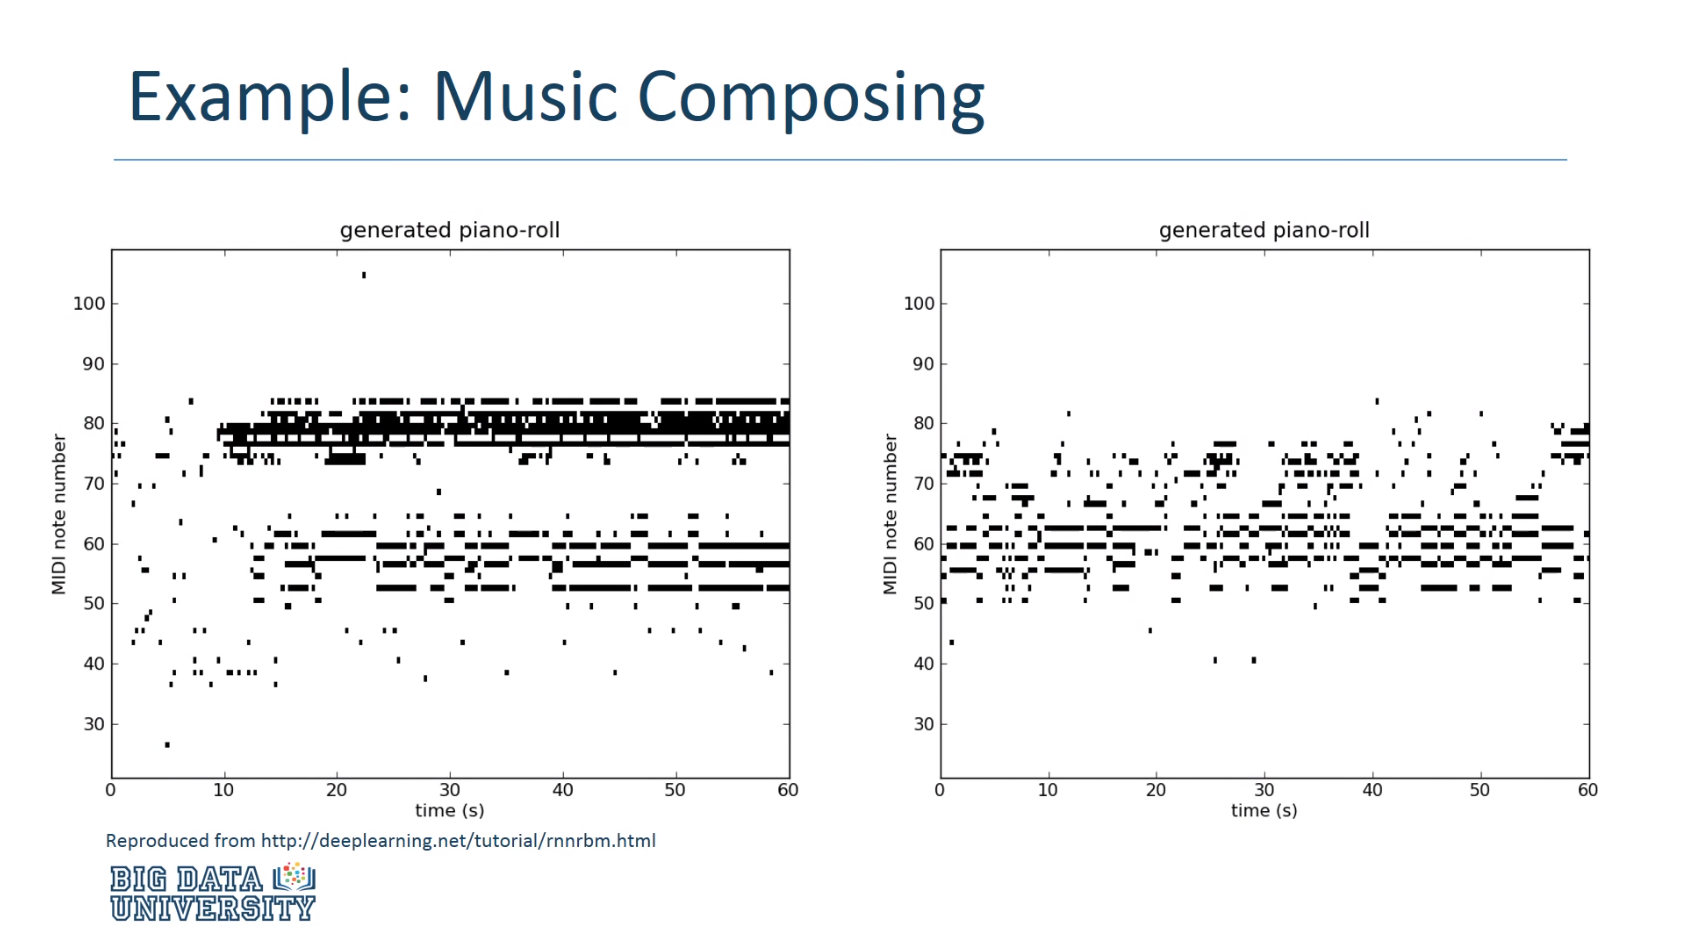 Example: Music Composing
generated piano-roll
100
90
80
70
60
50
40
30
MIDI note number
0 10 20 30 40 50 60
time (s)
generated piano-roll
100
90
80
70
60
50
40
30
MIDI note number
0 10 20 30 40 50 60
time (s)
Reproduced from http://deeplearning.net/tutorial/rnnrbm.html
BIG DATA
UNIVERSITY